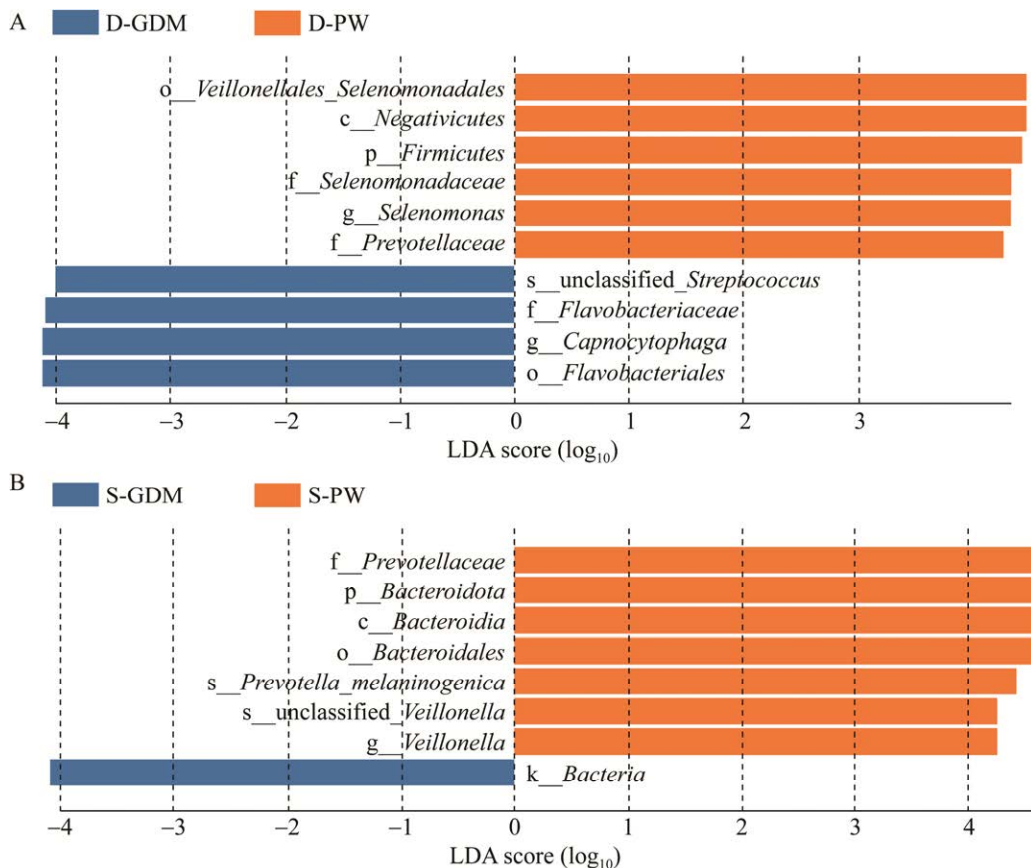 A
D-GDM D-PW
o__Veillonellales_Selenomonadales
c__Negativicutes
p__Firmicutes
f__Selenomonadaceae
g__Selenomonas
f__Prevotellaceae
s__unclassified_Streptococcus
f__Flavobacteriaceae
g__Capnocytophaga
o__Flavobacteriales
−4 −3 −2 −1 0 1 2 3
LDA score (log₁₀)
B
S-GDM S-PW
f__Prevotellaceae
p__Bacteroidota
c__Bacteroidia
o__Bacteroidales
s__Prevotella_melaninogenica
s__unclassified_Veillonella
g__Veillonella
k__Bacteria
−4 −3 −2 −1 0 1 2 3 4
LDA score (log₁₀)